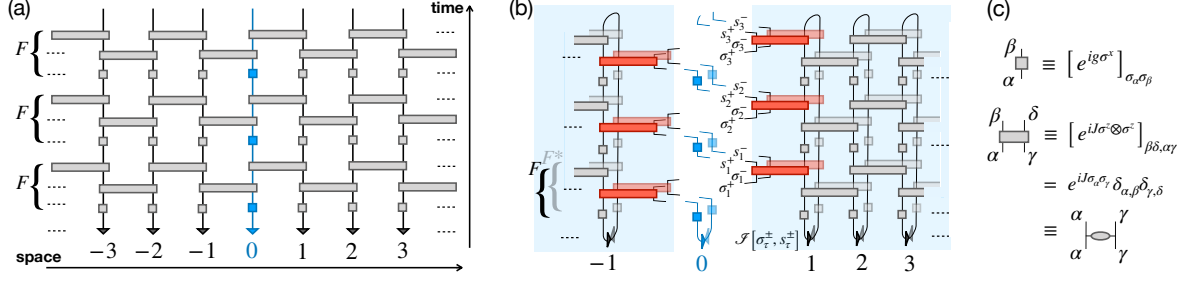 (a)
time
F {
F {
F {
-3 -2 -1 0 1 2 3
space
(b)
s₃⁺ s₃⁻
σ₃⁺ σ₃⁻
s₂⁺ s₂⁻
σ₂⁺ σ₂⁻
s₁⁺ s₁⁻
σ₁⁺ σ₁⁻
F F*
ℐ[σ_τ^±, s_τ^±]
-1 0 1 2 3
(c)
β
α
≡ [e^{igσ^x}]_{σ_α σ_β}
β δ
α γ
≡ [e^{iJσ^z⊗σ^z}]_{βδ,αγ}
= e^{iJσ_α σ_γ} δ_{α,β} δ_{γ,δ}
α γ
≡
α γ